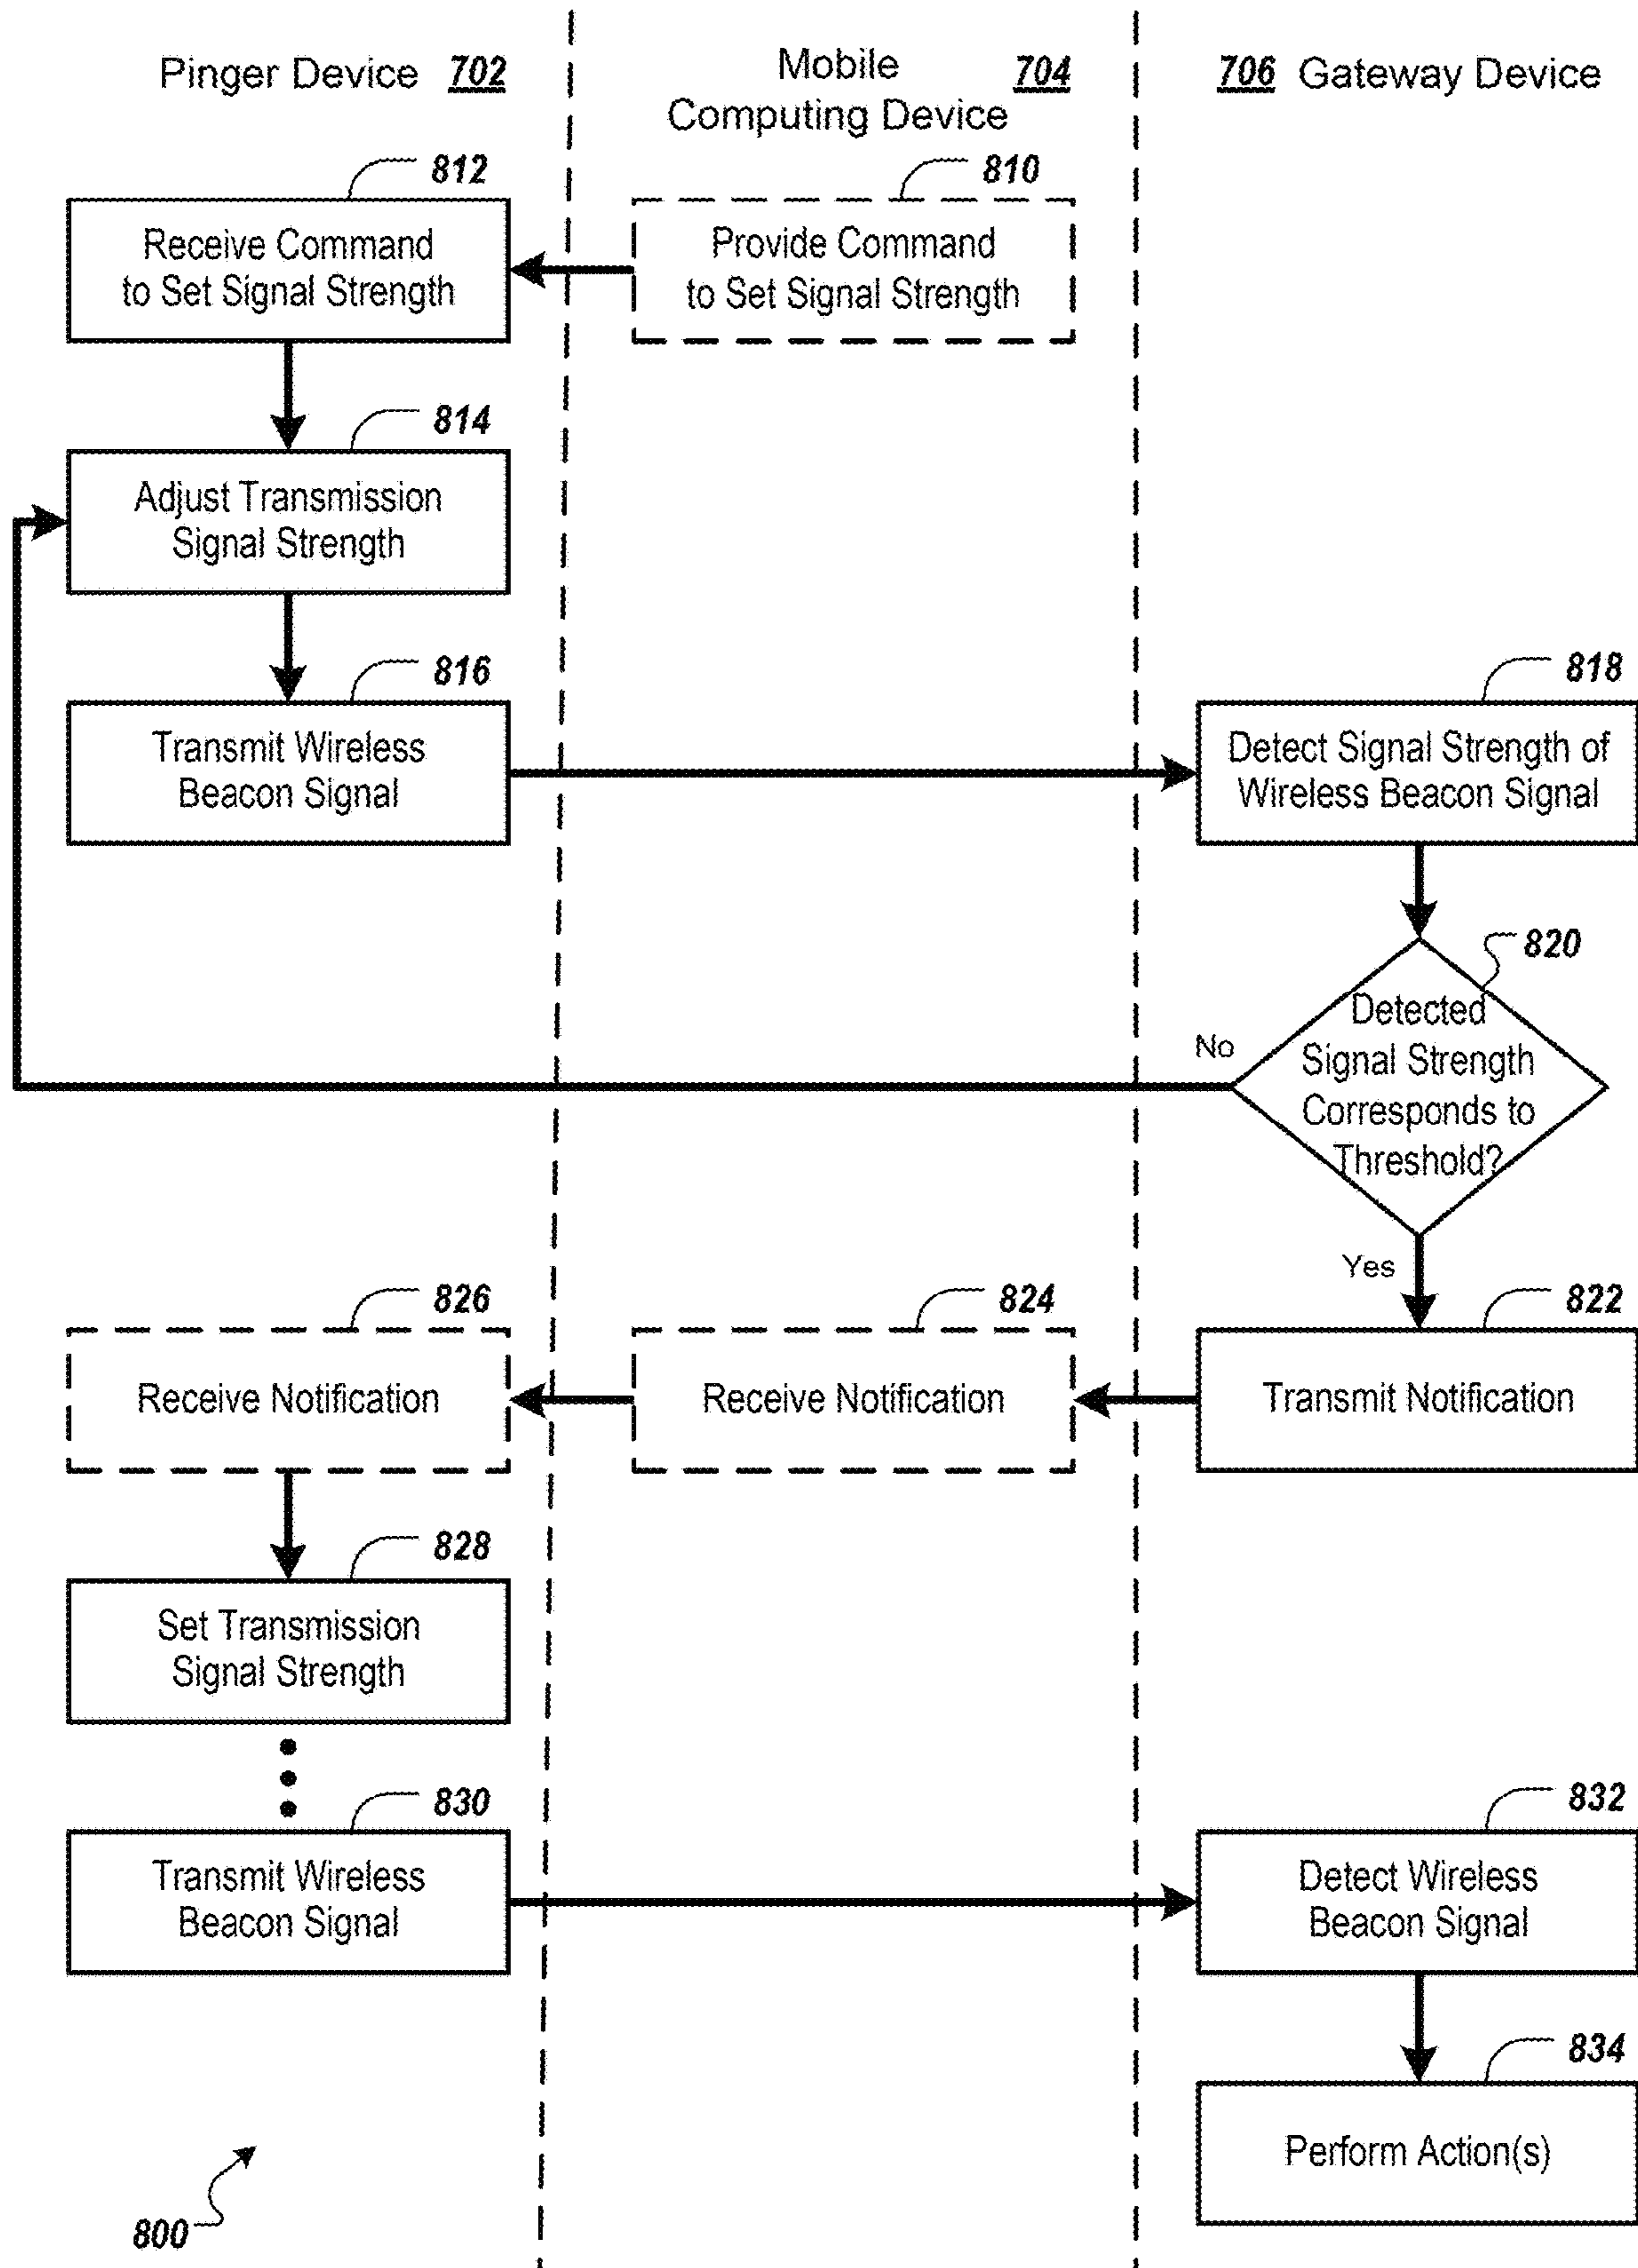 Pinger Device 702
Mobile 704
Computing Device
706 Gateway Device
812
810
Receive Command
to Set Signal Strength
Provide Command
to Set Signal Strength
814
Adjust Transmission
Signal Strength
816
818
Transmit Wireless
Beacon Signal
Detect Signal Strength of
Wireless Beacon Signal
820
Detected
Signal Strength
Corresponds to
Threshold?
No
Yes
826
824
822
Receive Notification
Receive Notification
Transmit Notification
828
Set Transmission
Signal Strength
830
832
Transmit Wireless
Beacon Signal
Detect Wireless
Beacon Signal
834
Perform Action(s)
800